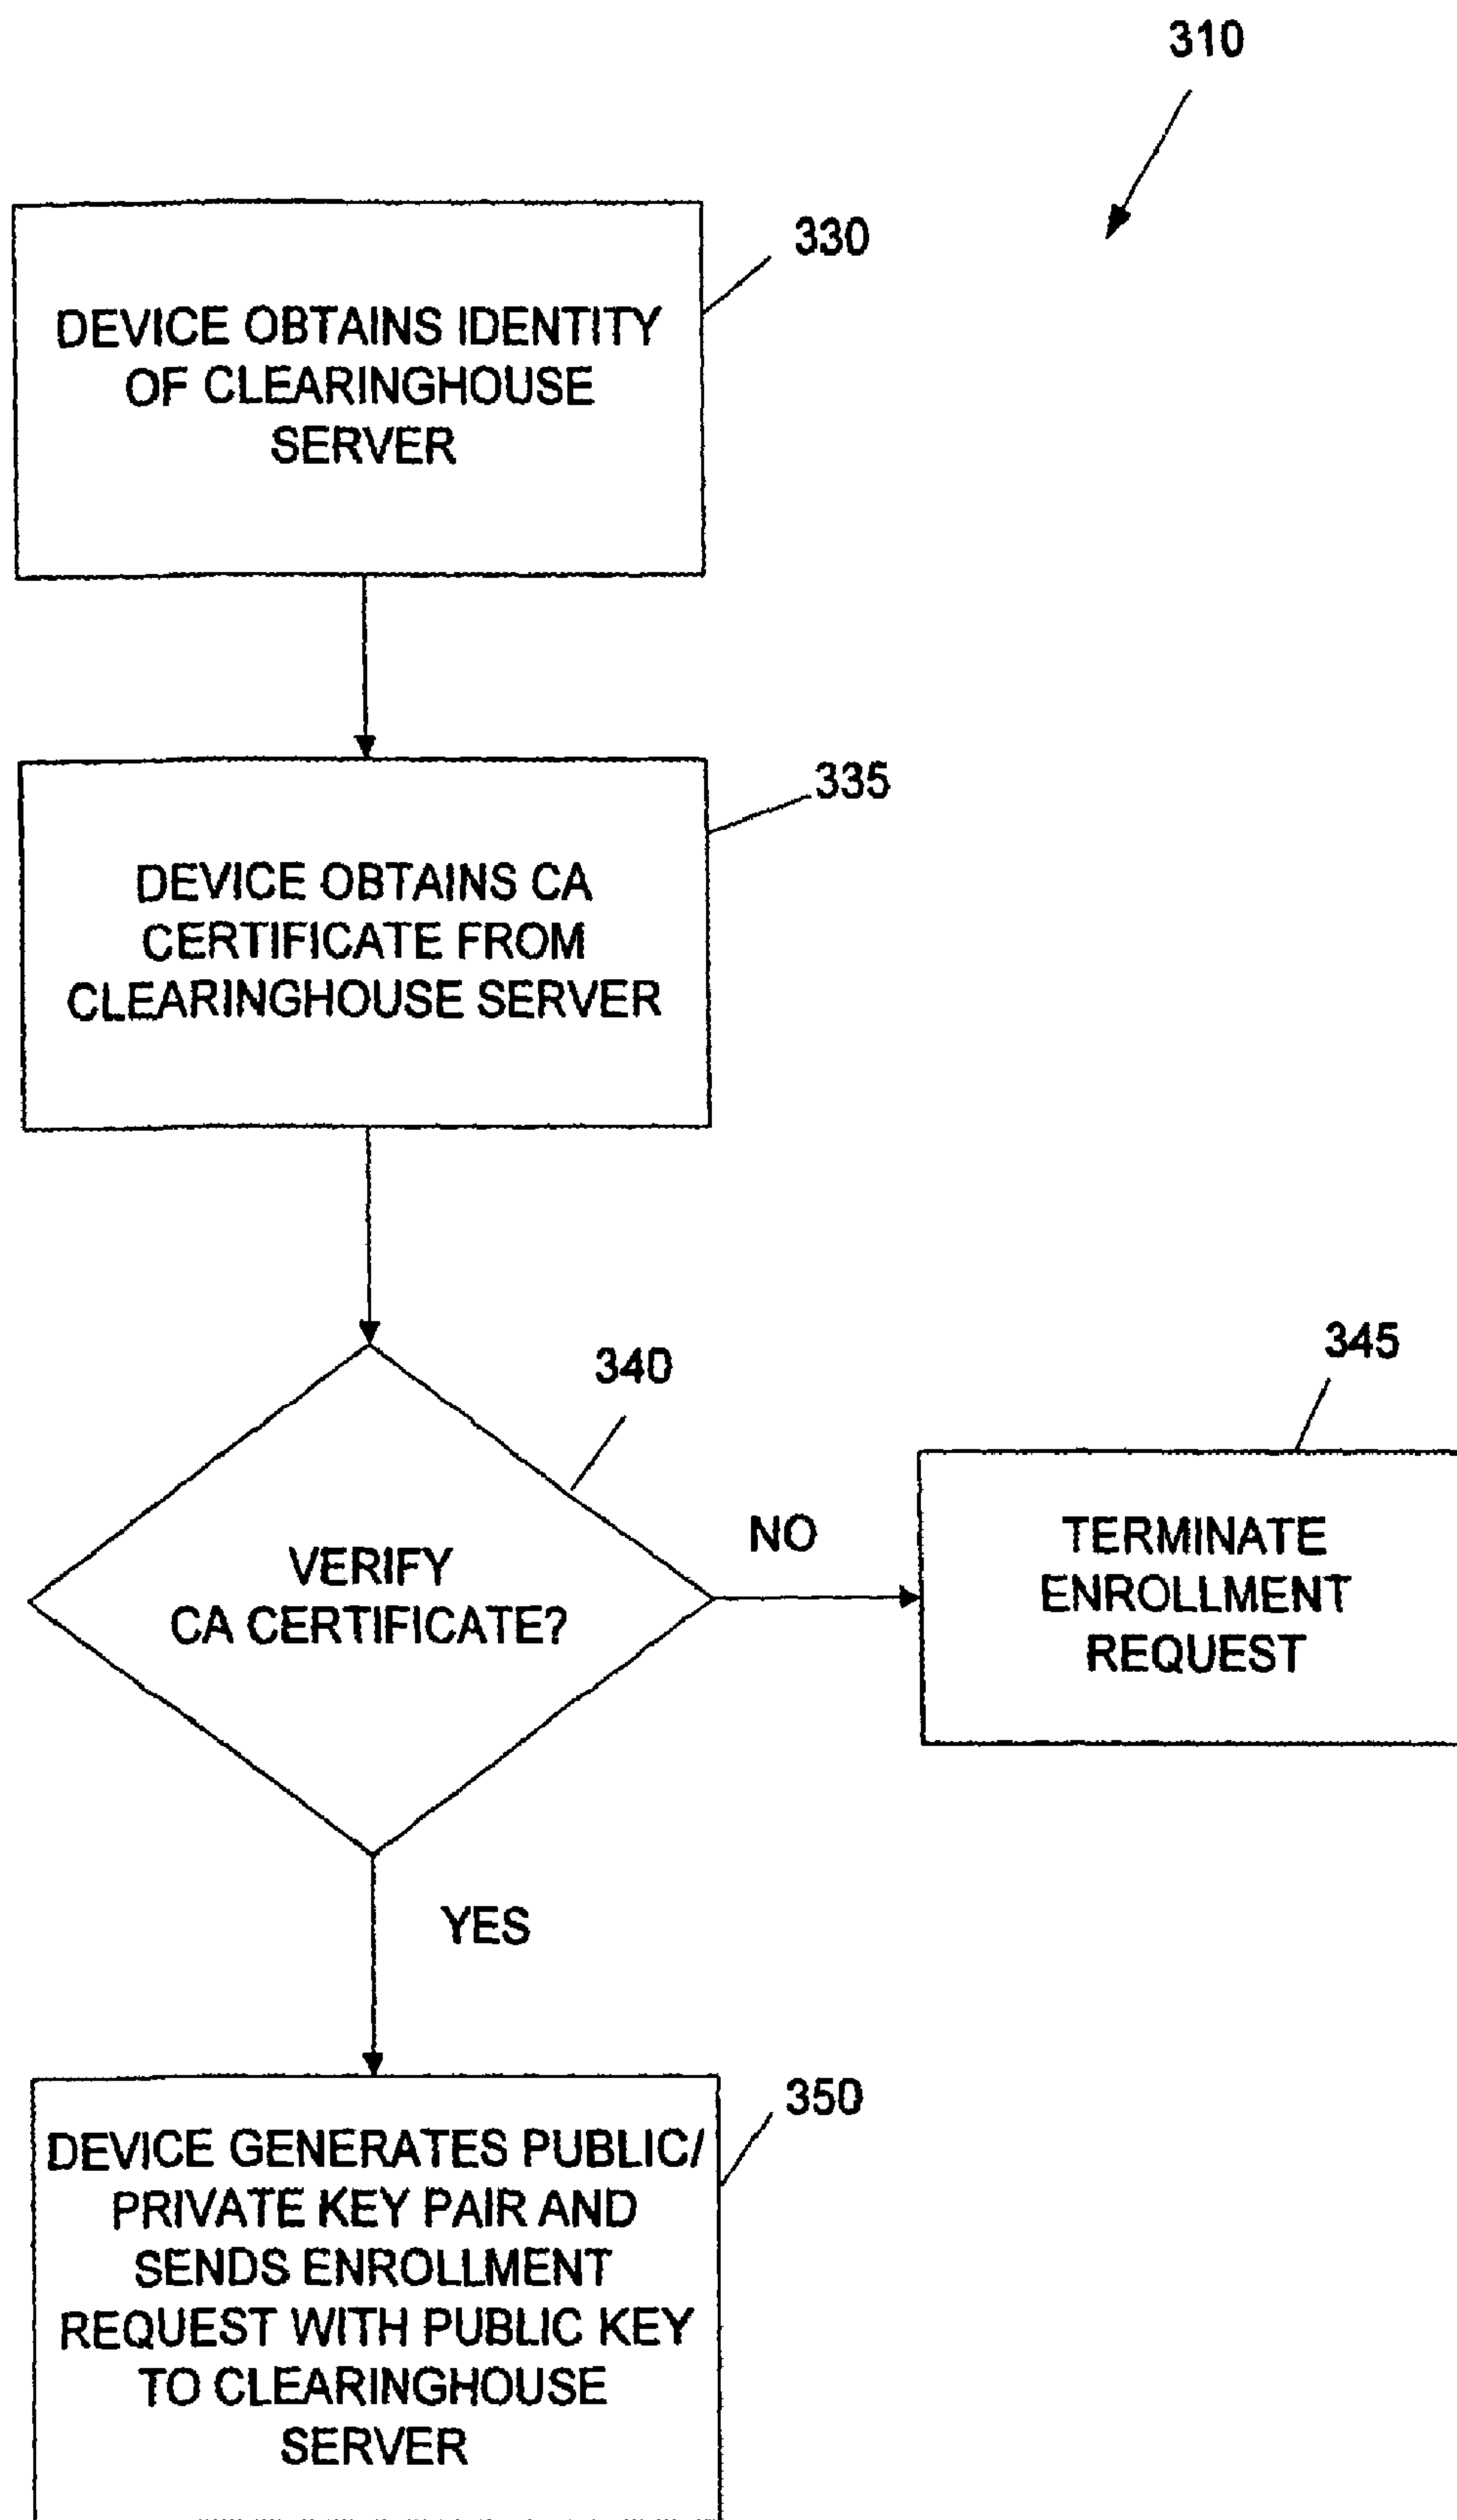 310
330
DEVICE OBTAINS IDENTITY
OF CLEARINGHOUSE
SERVER
335
DEVICE OBTAINS CA
CERTIFICATE FROM
CLEARINGHOUSE SERVER
340
VERIFY
CA CERTIFICATE?
NO
345
TERMINATE
ENROLLMENT
REQUEST
YES
350
DEVICE GENERATES PUBLIC/
PRIVATE KEY PAIR AND
SENDS ENROLLMENT
REQUEST WITH PUBLIC KEY
TO CLEARINGHOUSE
SERVER